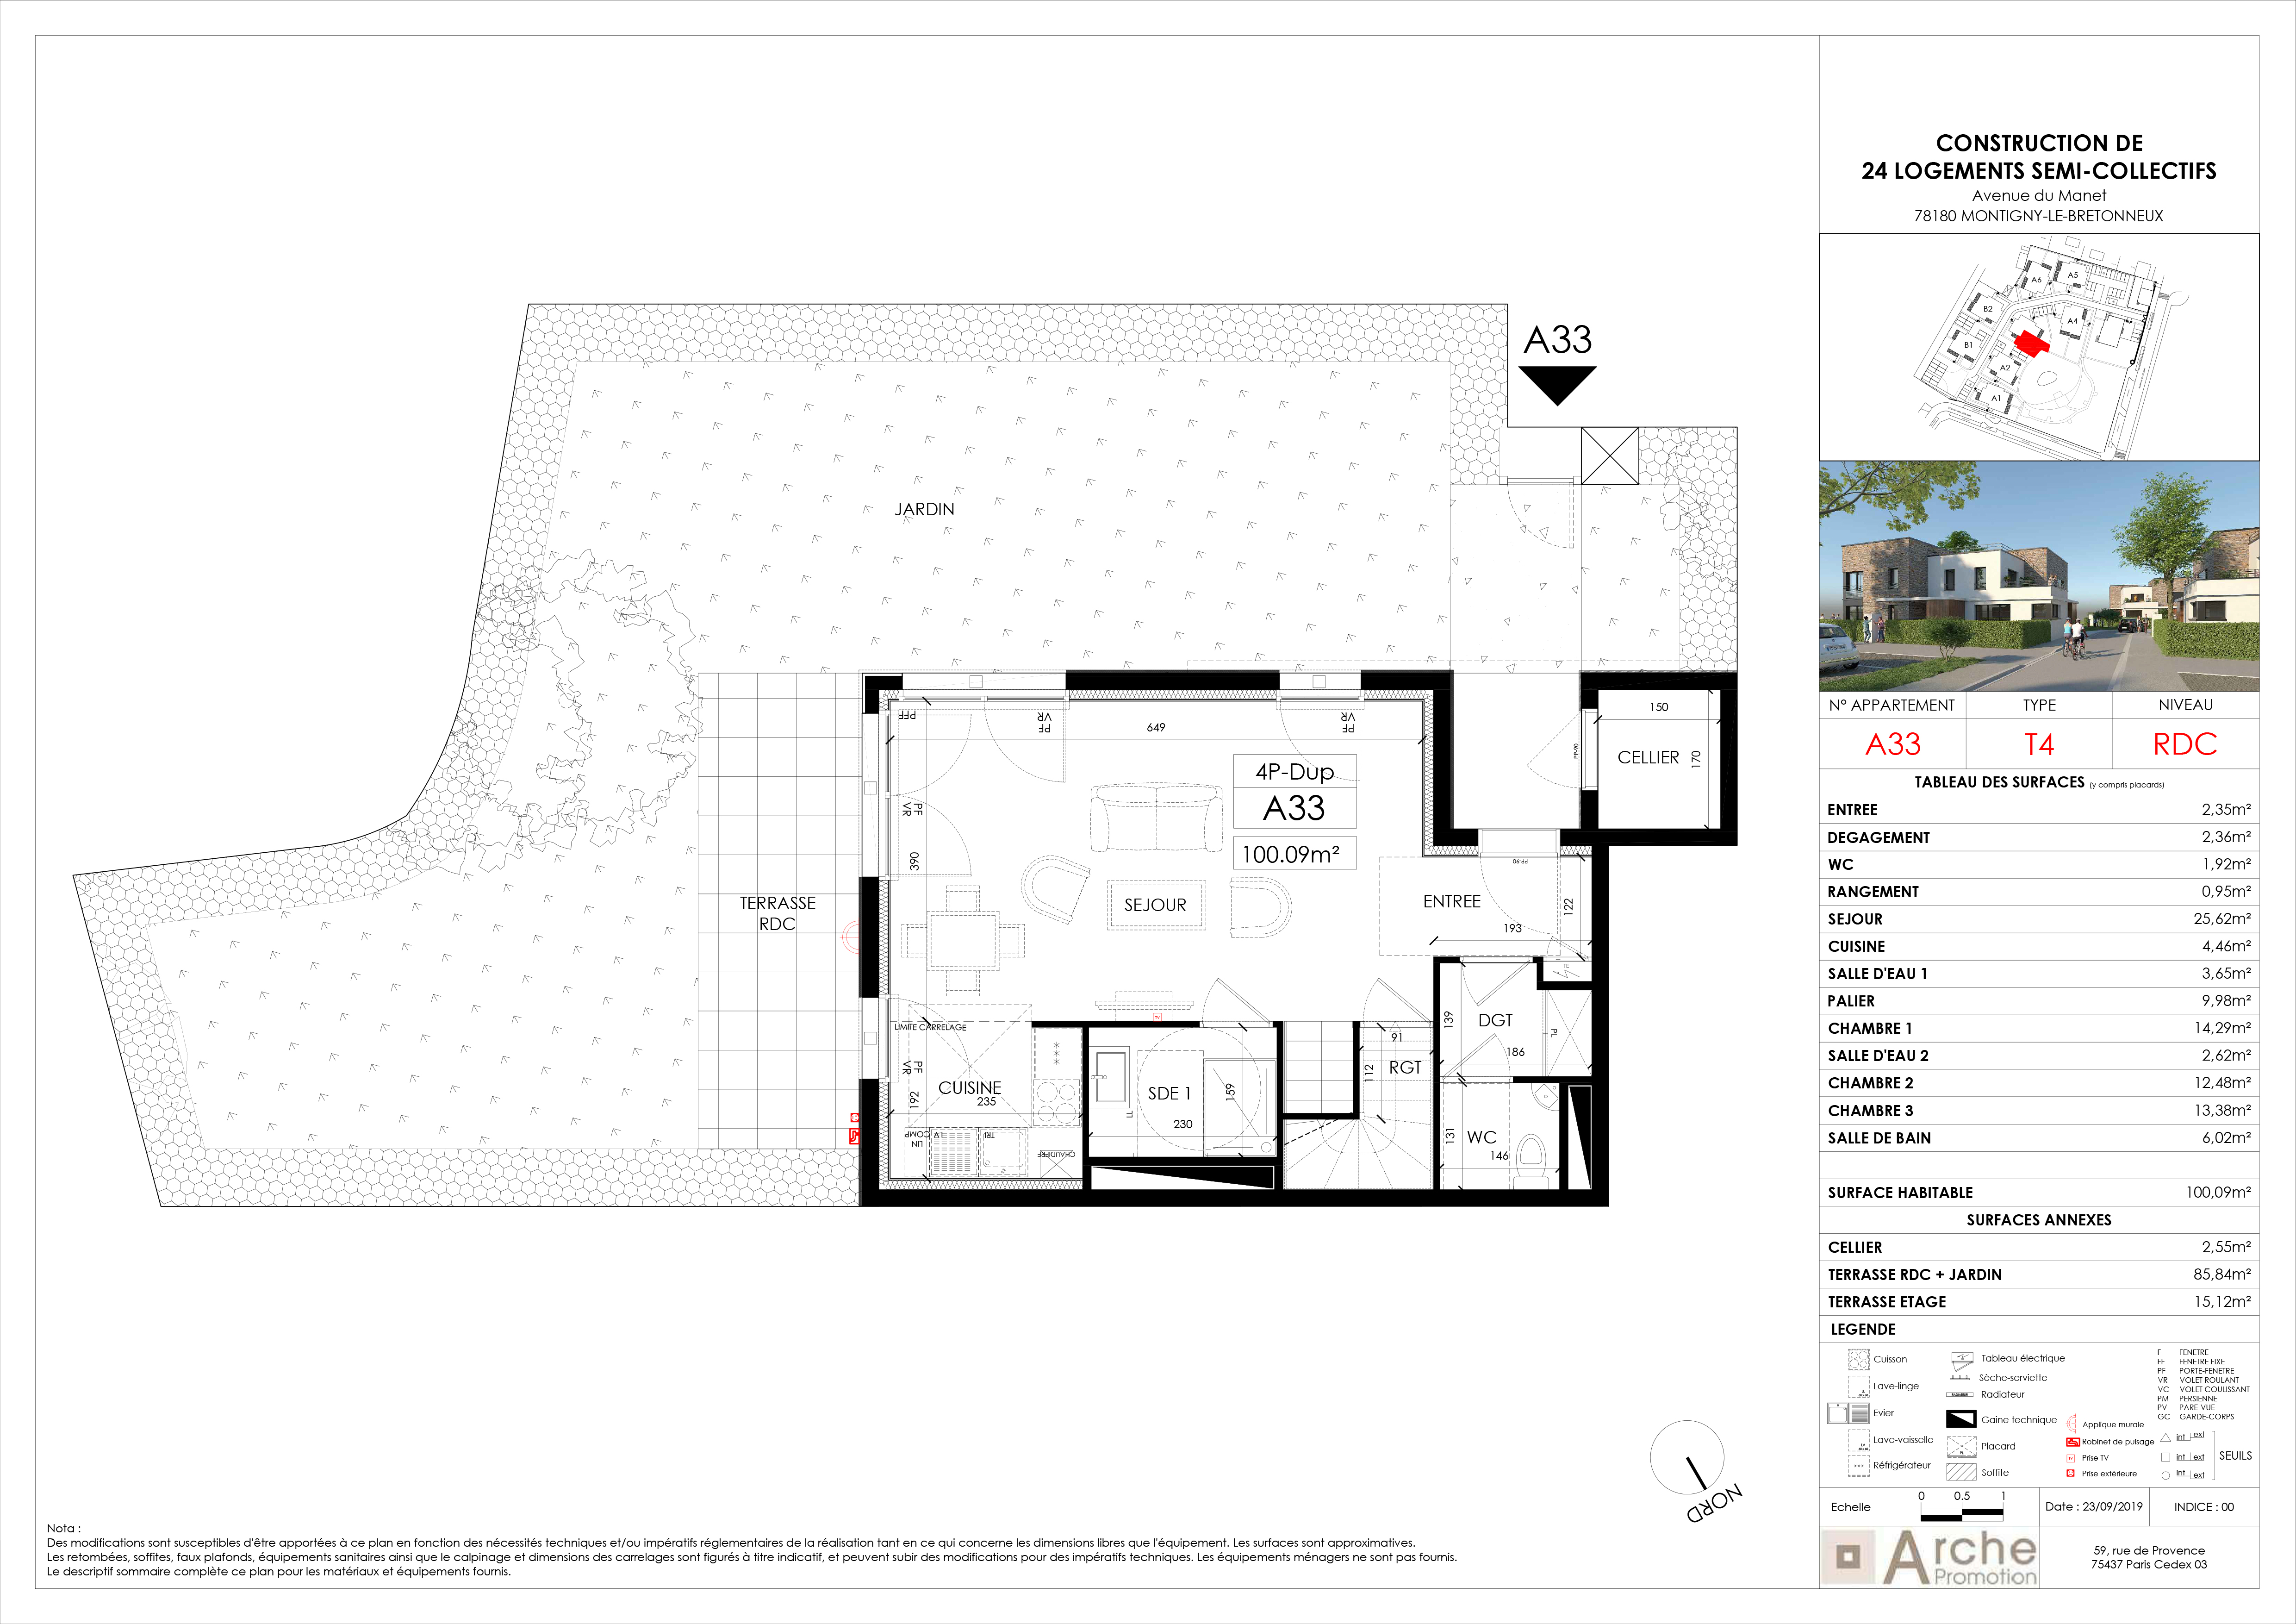 CONSTRUCTION DE
24 LOGEMENTS SEMI-COLLECTIFS
Avenue du Manet
78180 MONTIGNY-LE-BRETONNEUX
A6
A5
B2
A4
B1
A2
A1
N° APPARTEMENT
TYPE
NIVEAU
A33
T4
RDC
TABLEAU DES SURFACES (y compris placards)
ENTREE 2,35m²
DEGAGEMENT 2,36m²
WC 1,92m²
RANGEMENT 0,95m²
SEJOUR 25,62m²
CUISINE 4,46m²
SALLE D'EAU 1 3,65m²
PALIER 9,98m²
CHAMBRE 1 14,29m²
SALLE D'EAU 2 2,62m²
CHAMBRE 2 12,48m²
CHAMBRE 3 13,38m²
SALLE DE BAIN 6,02m²
SURFACE HABITABLE 100,09m²
SURFACES ANNEXES
CELLIER 2,55m²
TERRASSE RDC + JARDIN 85,84m²
TERRASSE ETAGE 15,12m²
LEGENDE
Cuisson
Lave-linge
Evier
Lave-vaisselle
Réfrigérateur
Tableau électrique
Sèche-serviette
Radiateur
Gaine technique
Placard
Soffite
Applique murale
Robinet de puisage
Prise TV
Prise extérieure
F FENETRE
FF FENETRE FIXE
PF PORTE-FENETRE
VR VOLET ROULANT
VC VOLET COULISSANT
PM PERSIENNE
PV PARE-VUE
GC GARDE-CORPS
int ext
int ext
int ext
SEUILS
Echelle
0 0.5 1
Date : 23/09/2019
INDICE : 00
Arche
Promotion
59, rue de Provence
75437 Paris Cedex 03
A33
JARDIN
TERRASSE
RDC
PF
VR
PF
VR
PF
FF
PF
VR
390
649
4P-Dup
A33
100.09m²
SEJOUR
150
CELLIER
170
PP-90
PP-90
ENTREE
122
193
TE
LIMITE CARRELAGE
PF
VR
CUISINE
235
192
LIN
COMP
LV
TRI
CHAUDIERE
TV
SDE 1
159
230
LL
91
RGT
112
DGT
139
186
PL
WC
131
146
NORD
Nota :
Des modifications sont susceptibles d'être apportées à ce plan en fonction des nécessités techniques et/ou impératifs réglementaires de la réalisation tant en ce qui concerne les dimensions libres que l'équipement. Les surfaces sont approximatives.
Les retombées, soffites, faux plafonds, équipements sanitaires ainsi que le calpinage et dimensions des carrelages sont figurés à titre indicatif, et peuvent subir des modifications pour des impératifs techniques. Les équipements ménagers ne sont pas fournis.
Le descriptif sommaire complète ce plan pour les matériaux et équipements fournis.